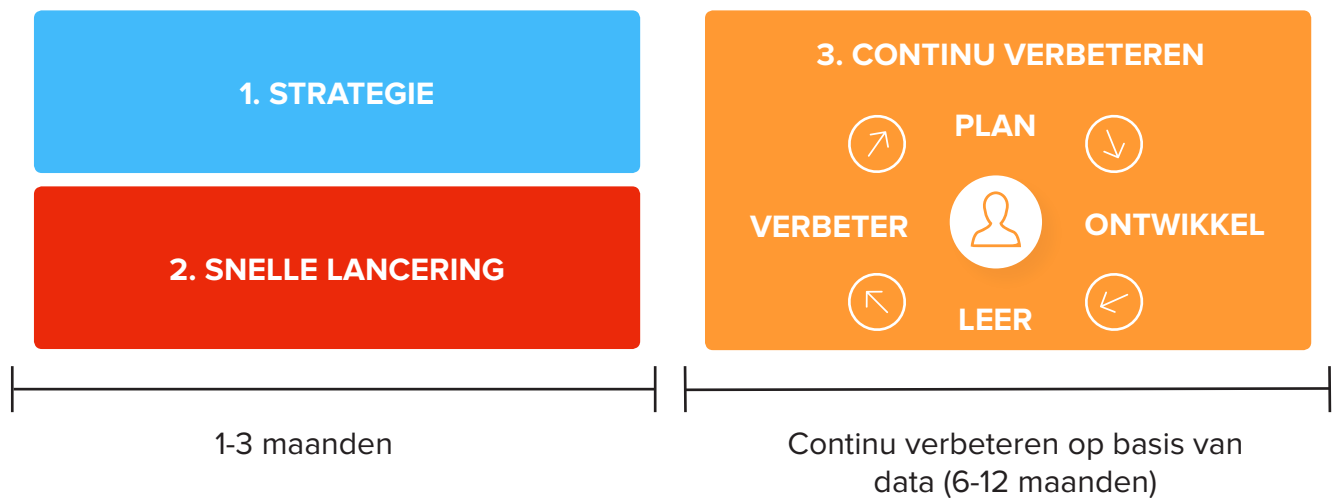 1. STRATEGIE
2. SNELLE LANCERING
1-3 maanden
3. CONTINU VERBETEREN
PLAN
VERBETER
ONTWIKKEL
LEER
Continu verbeteren op basis van
data (6-12 maanden)